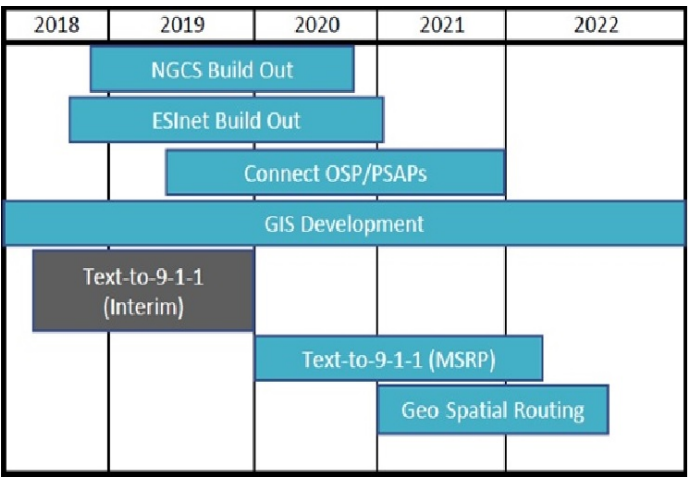 2018 2019 2020 2021 2022
NGCS Build Out
ESInet Build Out
Connect OSP/PSAPs
GIS Development
Text-to-9-1-1
(Interim)
Text-to-9-1-1 (MSRP)
Geo Spatial Routing